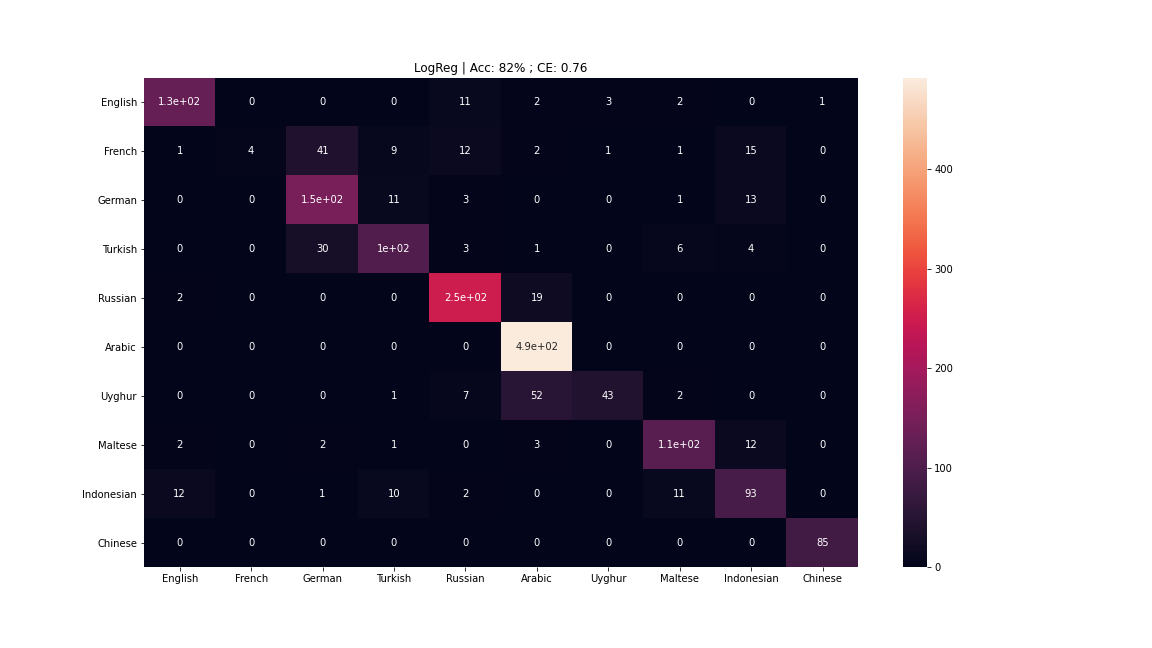 LogReg | Acc: 82% ; CE: 0.76
English 1.3e+02 0 0 0 11 2 3 2 0 1
French 1 4 41 9 12 2 1 1 15 0
German 0 0 1.5e+02 11 3 0 0 1 13 0
Turkish 0 0 30 1e+02 3 1 0 6 4 0
Russian 2 0 0 0 2.5e+02 19 0 0 0 0
Arabic 0 0 0 0 0 4.9e+02 0 0 0 0
Uyghur 0 0 0 1 7 52 43 2 0 0
Maltese 2 0 2 1 0 3 0 1.1e+02 12 0
Indonesian 12 0 1 10 2 0 0 11 93 0
Chinese 0 0 0 0 0 0 0 0 0 85
English French German Turkish Russian Arabic Uyghur Maltese Indonesian Chinese
400
300
200
100
0